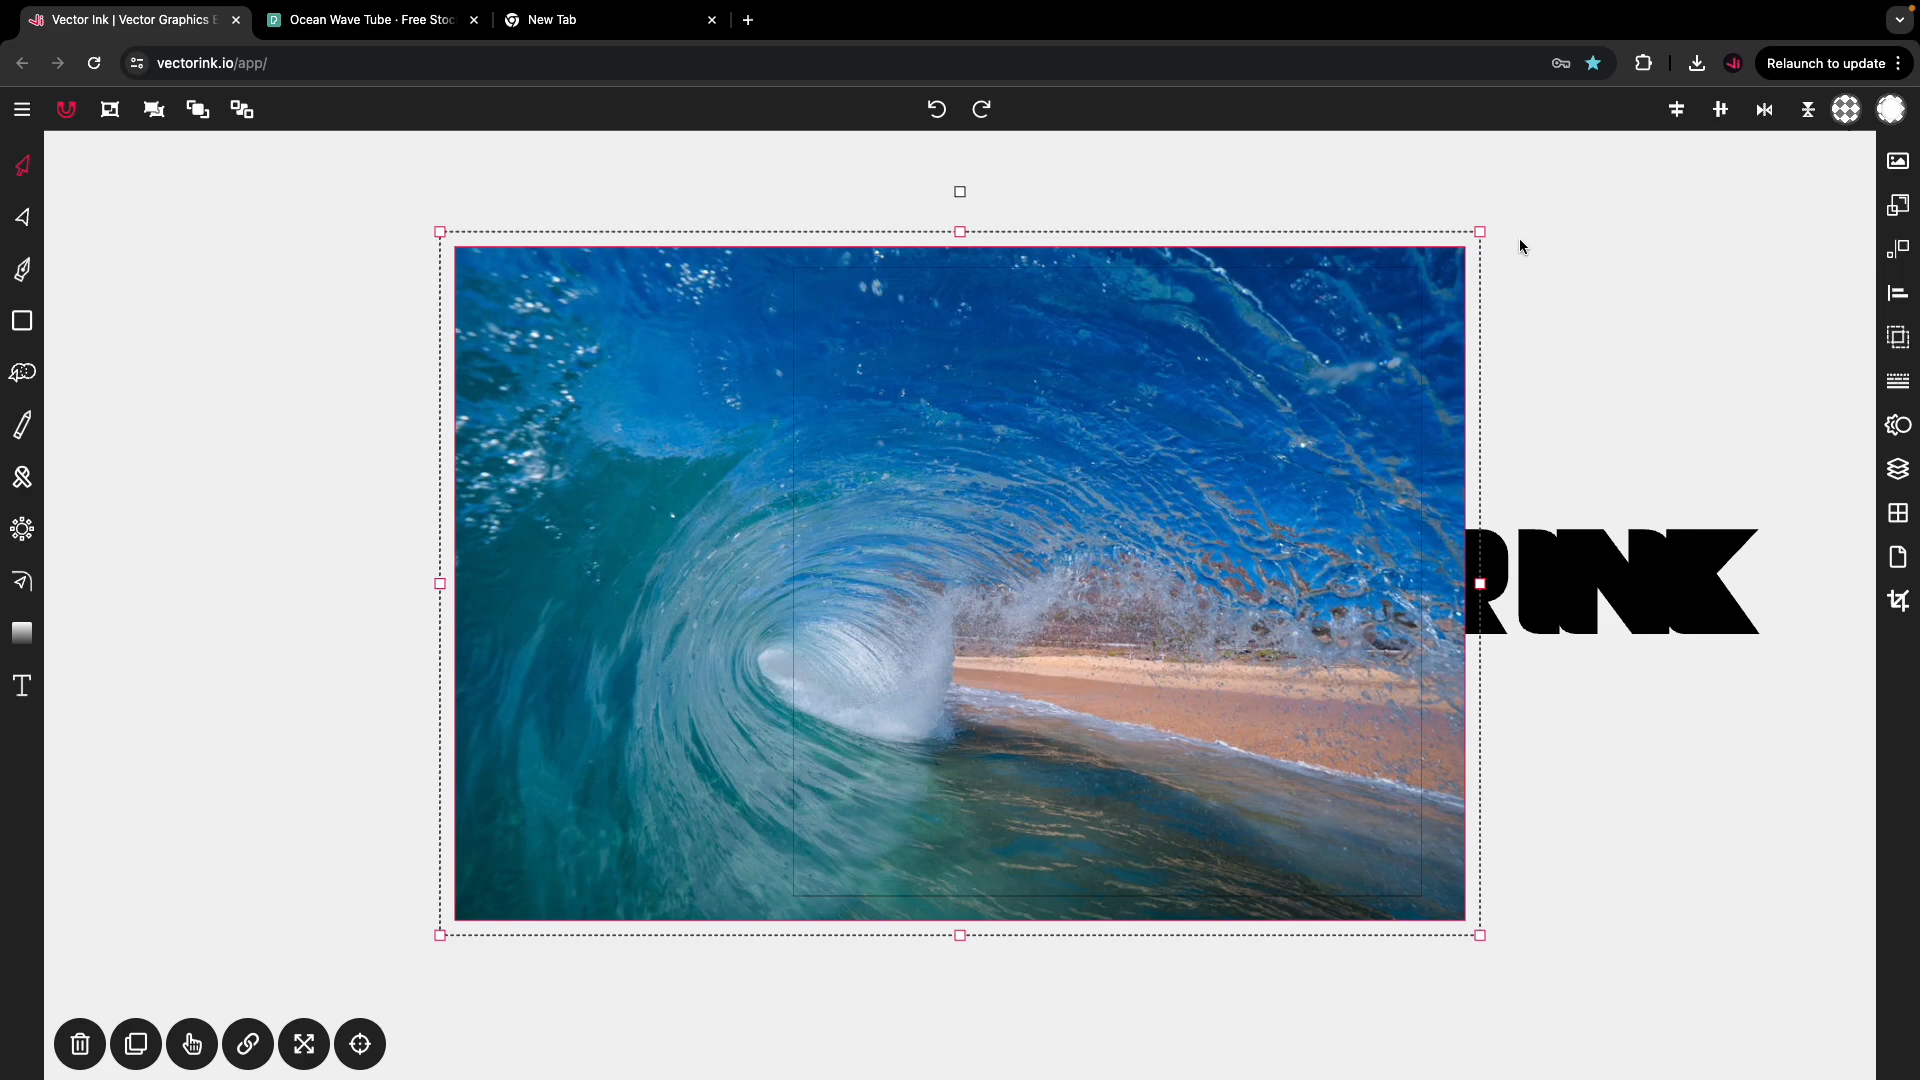 Vector Ink | Vector Graphics E
Ocean Wave Tube · Free Stoc
New Tab
vectorink.io/app/
Relaunch to update
RINK
T